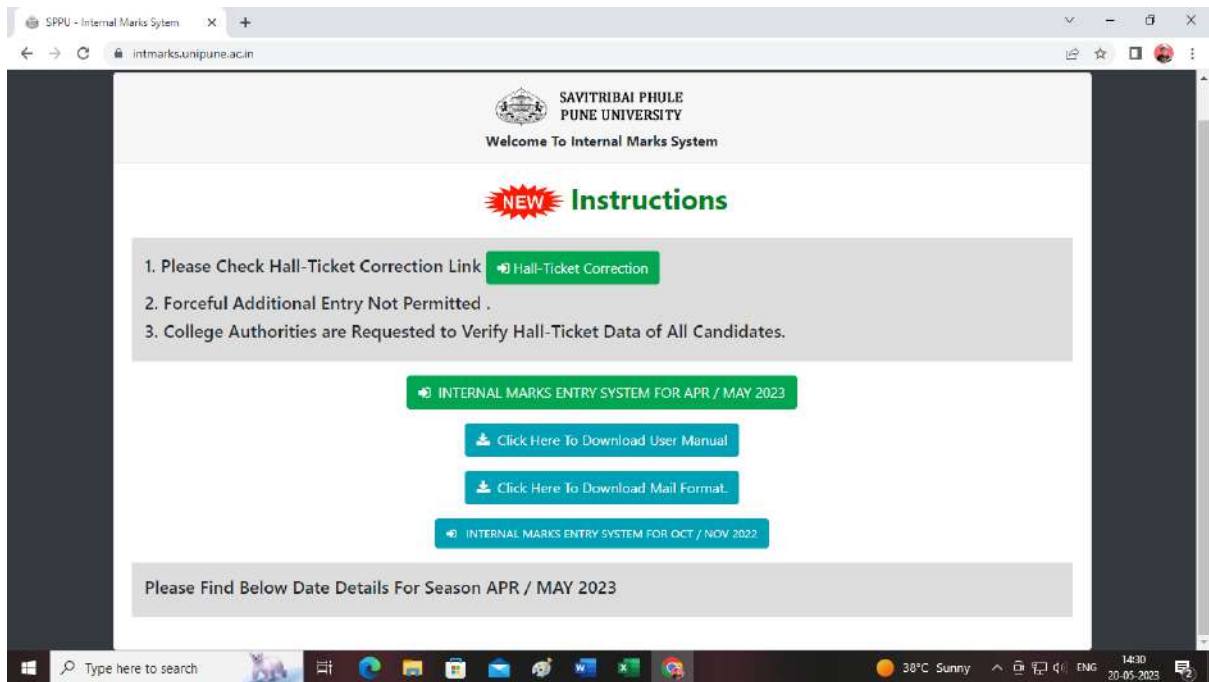 SPPU - Internal Marks Sytem
intmarks.unipune.ac.in
SAVITRIBAI PHULE
PUNE UNIVERSITY
Welcome To Internal Marks System
NEW Instructions
1. Please Check Hall-Ticket Correction Link Hall-Ticket Correction
2. Forceful Additional Entry Not Permitted .
3. College Authorities are Requested to Verify Hall-Ticket Data of All Candidates.
INTERNAL MARKS ENTRY SYSTEM FOR APR / MAY 2023
Click Here To Download User Manual
Click Here To Download Mail Format.
INTERNAL MARKS ENTRY SYSTEM FOR OCT / NOV 2022
Please Find Below Date Details For Season APR / MAY 2023
Type here to search 38°C Sunny ENG 14:30
20-05-2023 2